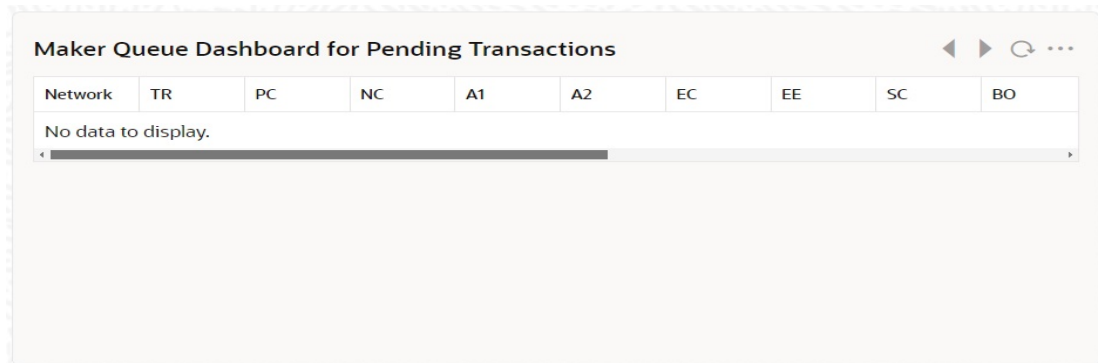 Maker Queue Dashboard for Pending Transactions
Network TR PC NC A1 A2 EC EE SC BO
No data to display.